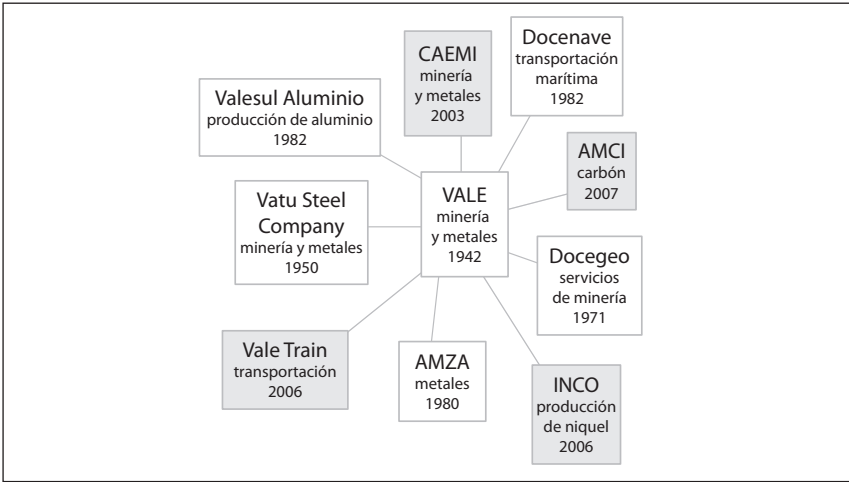 CAEMI
minería
y metales
2003
Docenave
transportación
marítima
1982
Valesul Aluminio
producción de aluminio
1982
AMCI
carbón
2007
VALE
minería
y metales
1942
Vatu Steel
Company
minería y metales
1950
Docegeo
servicios
de minería
1971
Vale Train
transportación
2006
AMZA
metales
1980
INCO
producción
de niquel
2006